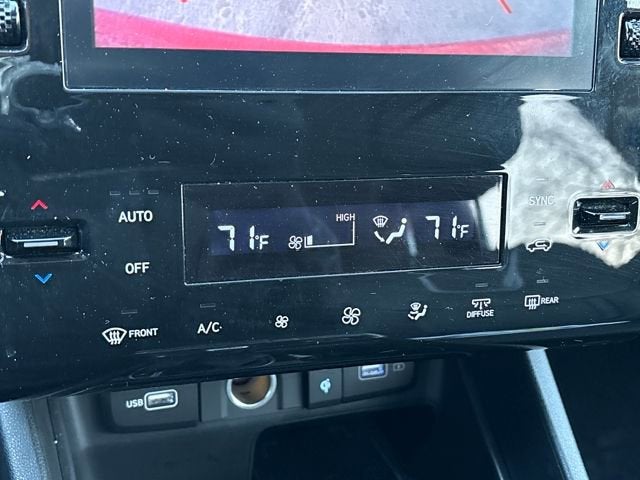 AUTO
SYNC
HIGH
71°F
71°F
OFF
FRONT
A/C
DIFFUSE
REAR
USB